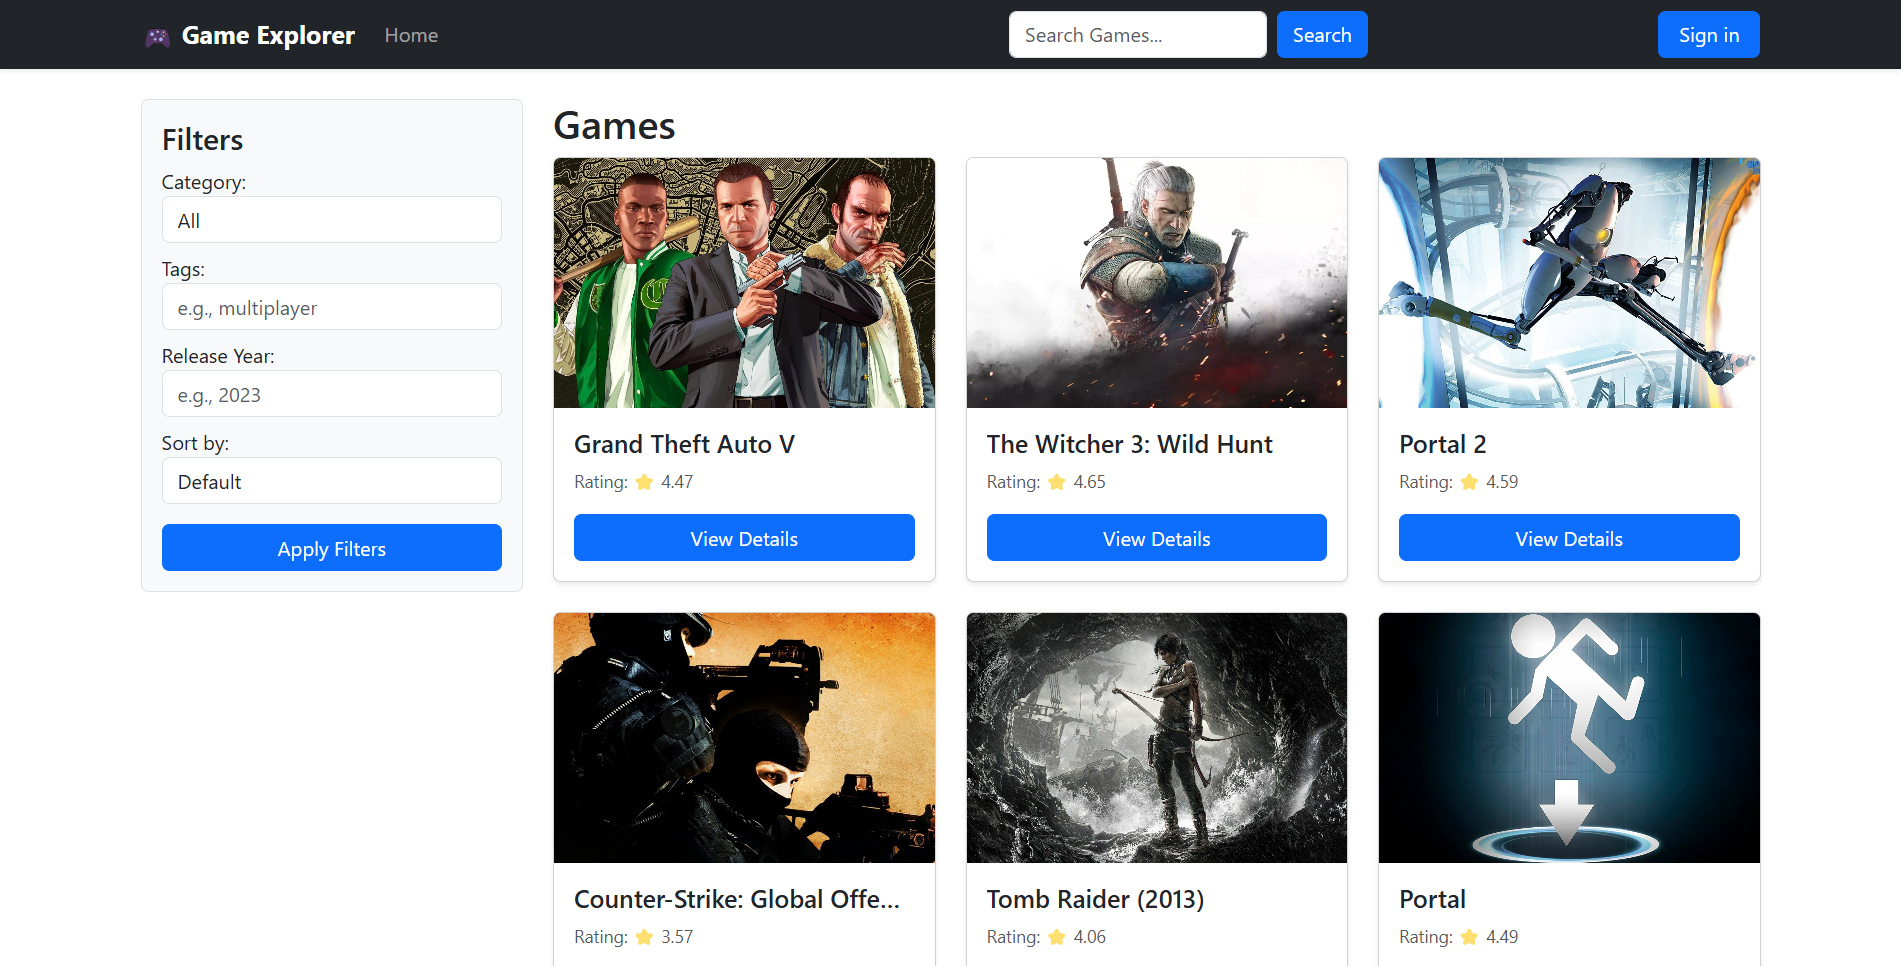 Game Explorer
Home
Search Games...
Search
Sign in
Filters
Category:
All
Tags:
e.g., multiplayer
Release Year:
e.g., 2023
Sort by:
Default
Apply Filters
Games
Grand Theft Auto V
Rating: 4.47
View Details
The Witcher 3: Wild Hunt
Rating: 4.65
View Details
Portal 2
Rating: 4.59
View Details
Counter-Strike: Global Offe...
Rating: 3.57
Tomb Raider (2013)
Rating: 4.06
Portal
Rating: 4.49